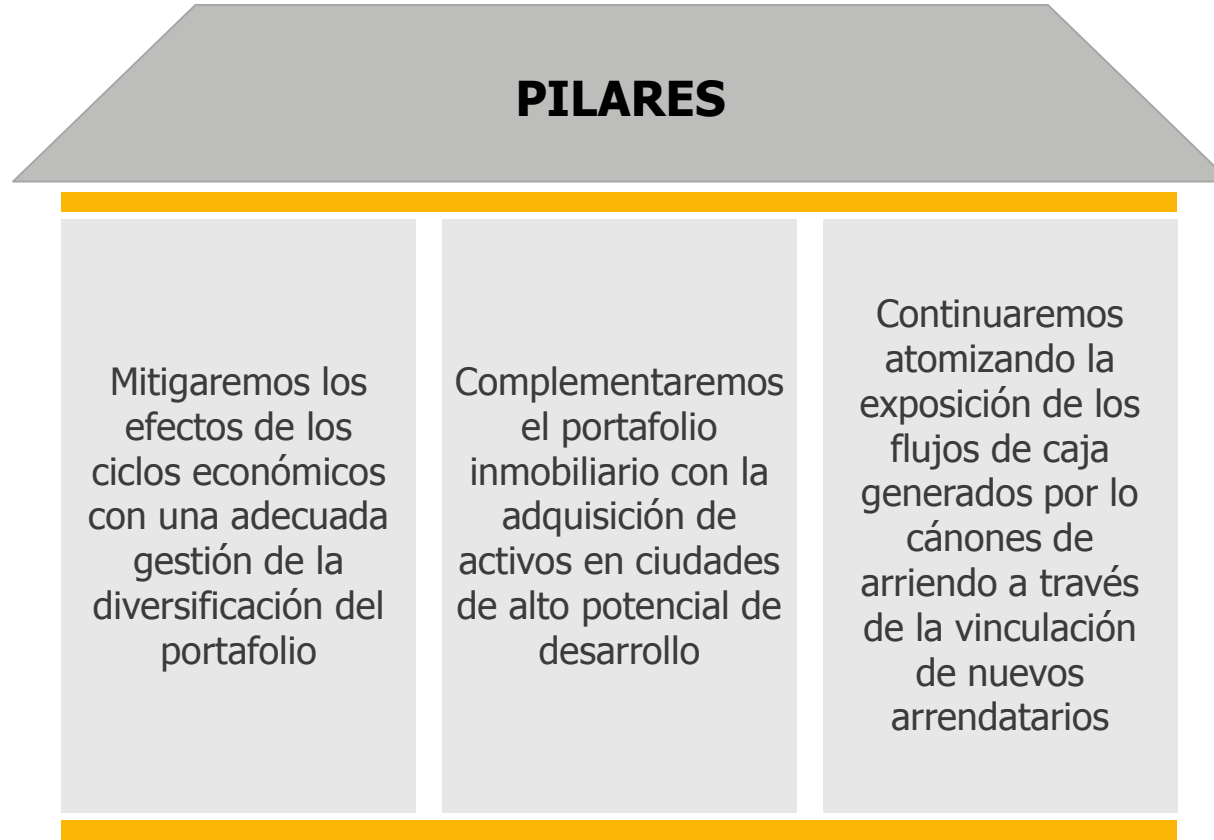 PILARES
Mitigaremos los
efectos de los
ciclos económicos
con una adecuada
gestión de la
diversificación del
portafolio
Complementaremos
el portafolio
inmobiliario con la
adquisición de
activos en ciudades
de alto potencial de
desarrollo
Continuaremos
atomizando la
exposición de los
flujos de caja
generados por lo
cánones de
arriendo a través
de la vinculación
de nuevos
arrendatarios